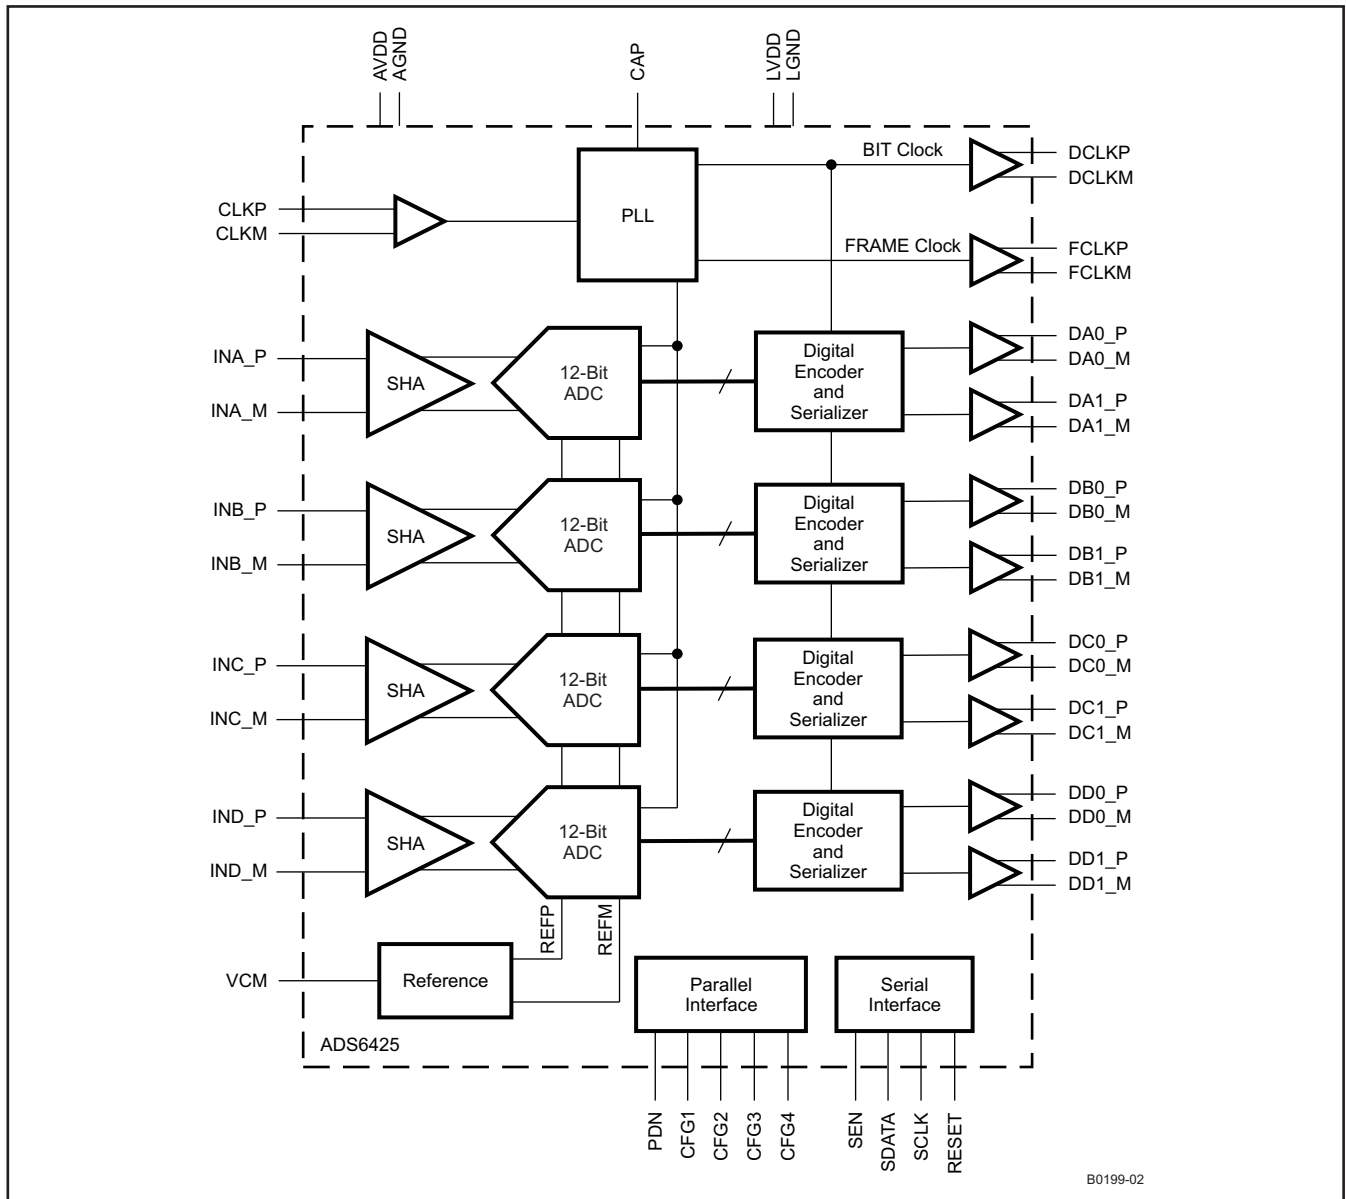 AVDD
AGND
CAP
LVDD
LGND
BIT Clock
DCLKP
DCLKM
CLKP
CLKM
PLL
FRAME Clock
FCLKP
FCLKM
INA_P
INA_M
SHA
12-Bit
ADC
Digital
Encoder
and
Serializer
DA0_P
DA0_M
DA1_P
DA1_M
INB_P
INB_M
SHA
12-Bit
ADC
Digital
Encoder
and
Serializer
DB0_P
DB0_M
DB1_P
DB1_M
INC_P
INC_M
SHA
12-Bit
ADC
Digital
Encoder
and
Serializer
DC0_P
DC0_M
DC1_P
DC1_M
IND_P
IND_M
SHA
12-Bit
ADC
Digital
Encoder
and
Serializer
DD0_P
DD0_M
DD1_P
DD1_M
REFP
REFM
VCM
Reference
Parallel
Interface
Serial
Interface
ADS6425
PDN
CFG1
CFG2
CFG3
CFG4
SEN
SDATA
SCLK
RESET
B0199-02